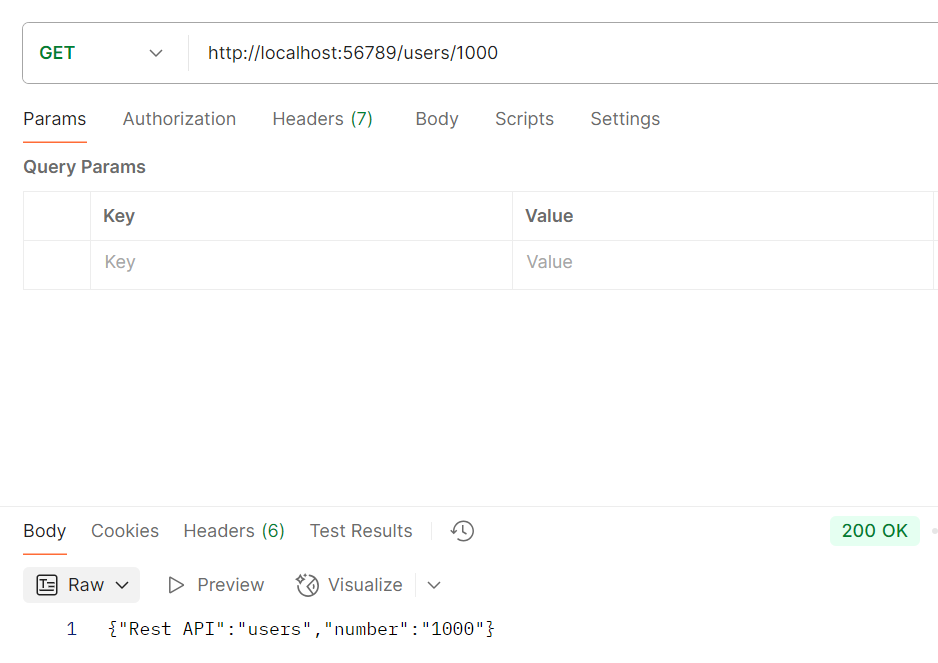 GET http://localhost:56789/users/1000
Params Authorization Headers (7) Body Scripts Settings
Query Params
Key Value
Key Value
Body Cookies Headers (6) Test Results 200 OK
Raw Preview Visualize
1 {"Rest API":"users","number":"1000"}